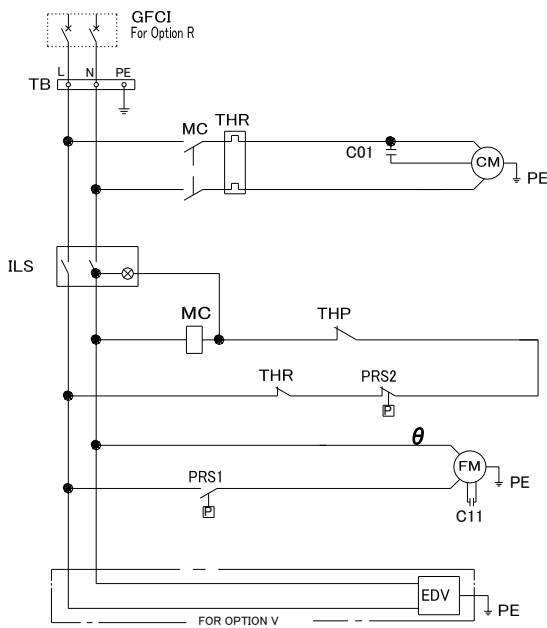 GFCI
For Option R
L N PE
TB
MC THR
C01
CM
PE
ILS
MC THP
THR PRS2
P
θ
FM
PE
PRS1
P
C11
EDV
PE
FOR OPTION V